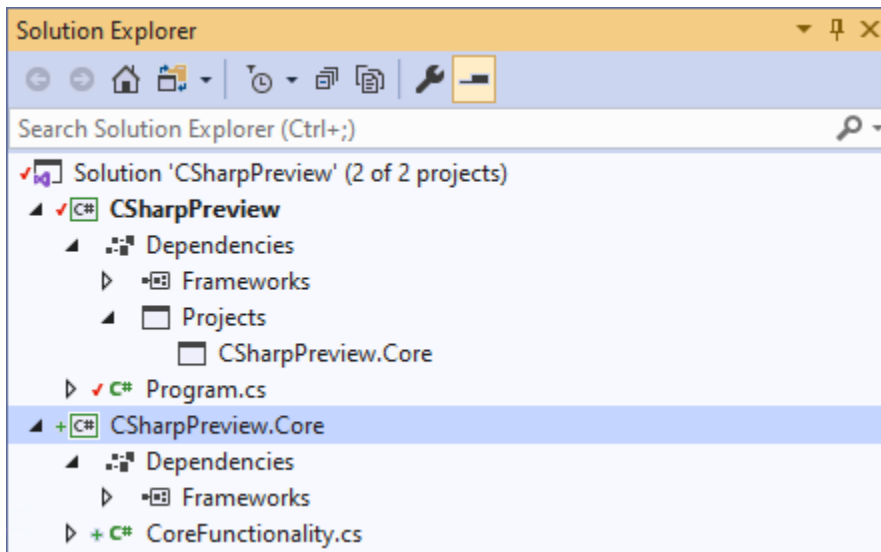 Solution Explorer
Search Solution Explorer (Ctrl+;)
Solution 'CSharpPreview' (2 of 2 projects)
C# CSharpPreview
Dependencies
Frameworks
Projects
CSharpPreview.Core
C# Program.cs
C# CSharpPreview.Core
Dependencies
Frameworks
C# CoreFunctionality.cs